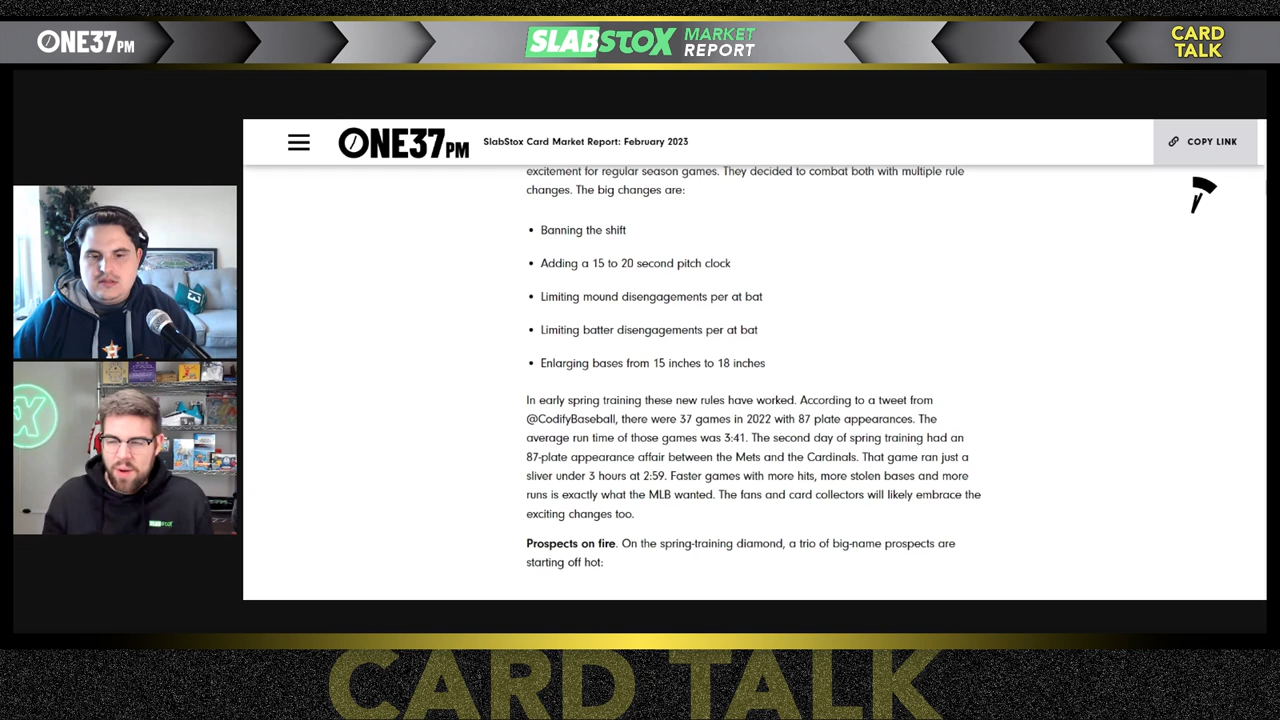 ONE37PM
SLABSTOX MARKET REPORT
CARD TALK
ONE37PM
SlabStox Card Market Report: February 2023
COPY LINK
excitement for regular season games. They decided to combat both with multiple rule
changes. The big changes are:
• Banning the shift
• Adding a 15 to 20 second pitch clock
• Limiting mound disengagements per at bat
• Limiting batter disengagements per at bat
• Enlarging bases from 15 inches to 18 inches
In early spring training these new rules have worked. According to a tweet from
@CodifyBaseball, there were 37 games in 2022 with 87 plate appearances. The
average run time of those games was 3:41. The second day of spring training had an
87-plate appearance affair between the Mets and the Cardinals. That game ran just a
sliver under 3 hours at 2:59. Faster games with more hits, more stolen bases and more
runs is exactly what the MLB wanted. The fans and card collectors will likely embrace the
exciting changes too.
Prospects on fire. On the spring-training diamond, a trio of big-name prospects are
starting off hot:
SLABSTOX
CARD TALK